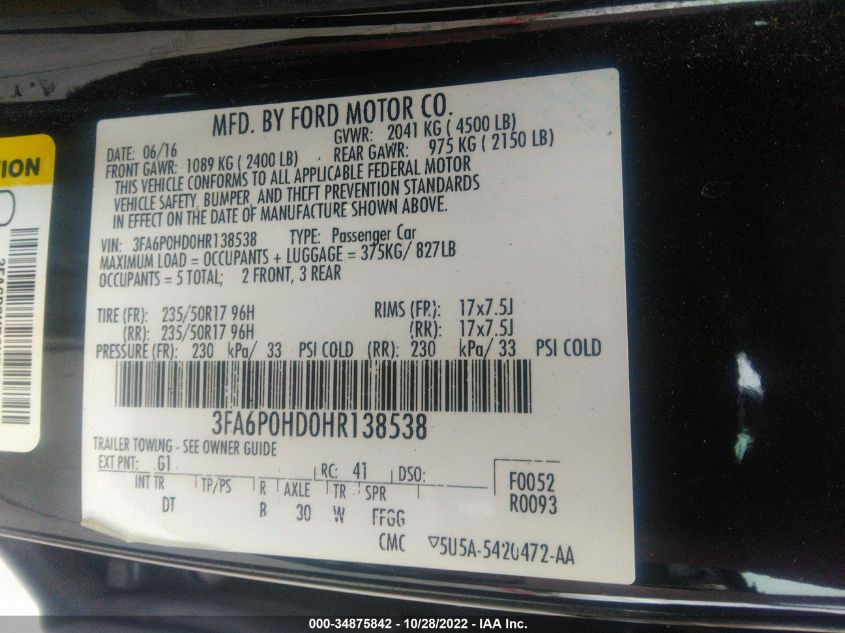 MFD. BY FORD MOTOR CO.
DATE: 06/16 GVWR: 2041 KG ( 4500 LB)
FRONT GAWR: 1089 KG ( 2400 LB) REAR GAWR: 975 KG ( 2150 LB)
THIS VEHICLE CONFORMS TO ALL APPLICABLE FEDERAL MOTOR
VEHICLE SAFETY, BUMPER, AND THEFT PREVENTION STANDARDS
IN EFFECT ON THE DATE OF MANUFACTURE SHOWN ABOVE.
VIN: 3FA6P0HD0HR138538 TYPE: Passenger Car
MAXIMUM LOAD = OCCUPANTS + LUGGAGE = 375KG/ 827LB
OCCUPANTS = 5 TOTAL; 2 FRONT, 3 REAR
TIRE (FR): 235/50R17 96H RIMS (FR): 17x7.5J
(RR): 235/50R17 96H (RR): 17x7.5J
PRESSURE (FR): 230 kPa/ 33 PSI COLD (RR): 230 kPa/ 33 PSI COLD
3FA6P0HD0HR138538
TRAILER TOWING - SEE OWNER GUIDE
EXT PNT: G1 RC: 41 DSO: F0052
INT TR TP/PS R AXLE TR SPR R0093
DT B 30 W FFGG
CMC ▽5U5A-5420472-AA
000-34875842 / 10/28/2022 - IAA Inc.